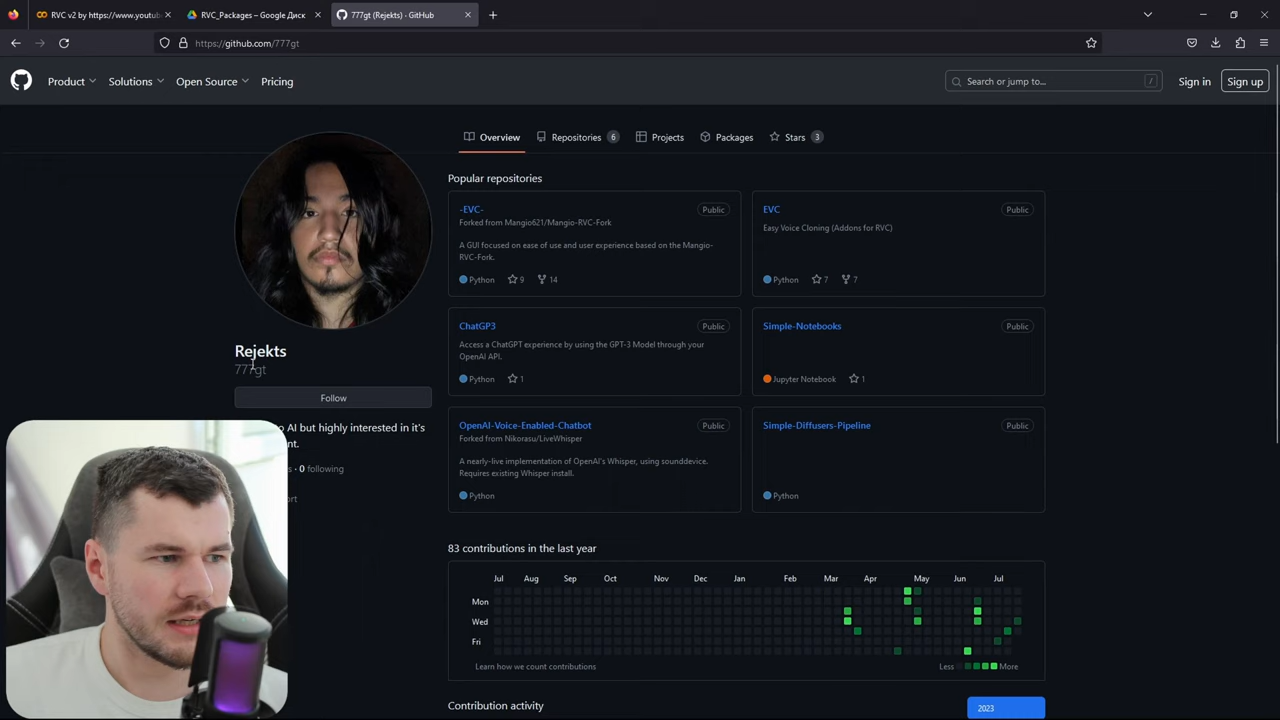 RVC v2 by https://www.youtub
RVC_Packages – Google Диск
777gt (Rejekts) · GitHub
https://github.com/777gt
Product
Solutions
Open Source
Pricing
Search or jump to...
/
Sign in
Sign up
Overview
Repositories 6
Projects
Packages
Stars 3
Popular repositories
-EVC-
Public
Forked from Mangio621/Mangio-RVC-Fork
A GUI focused on ease of use and user experience based on the Mangio-
RVC-Fork.
Python 9 14
EVC
Public
Easy Voice Cloning (Addons for RVC)
Python 7 7
ChatGP3
Public
Access a ChatGPT experience by using the GPT-3 Model through your
OpenAI API.
Python 1
Simple-Notebooks
Public
Jupyter Notebook 1
OpenAI-Voice-Enabled-Chatbot
Public
Forked from Nikorasu/LiveWhisper
A nearly-live implementation of OpenAI's Whisper, using sounddevice.
Requires existing Whisper install.
Python
Simple-Diffusers-Pipeline
Public
Python
Rejekts
777gt
Follow
AI but highly interested in it's
· 0 following
83 contributions in the last year
Jul Aug Sep Oct Nov Dec Jan Feb Mar Apr May Jun Jul
Mon
Wed
Fri
Learn how we count contributions
Less More
Contribution activity
2023